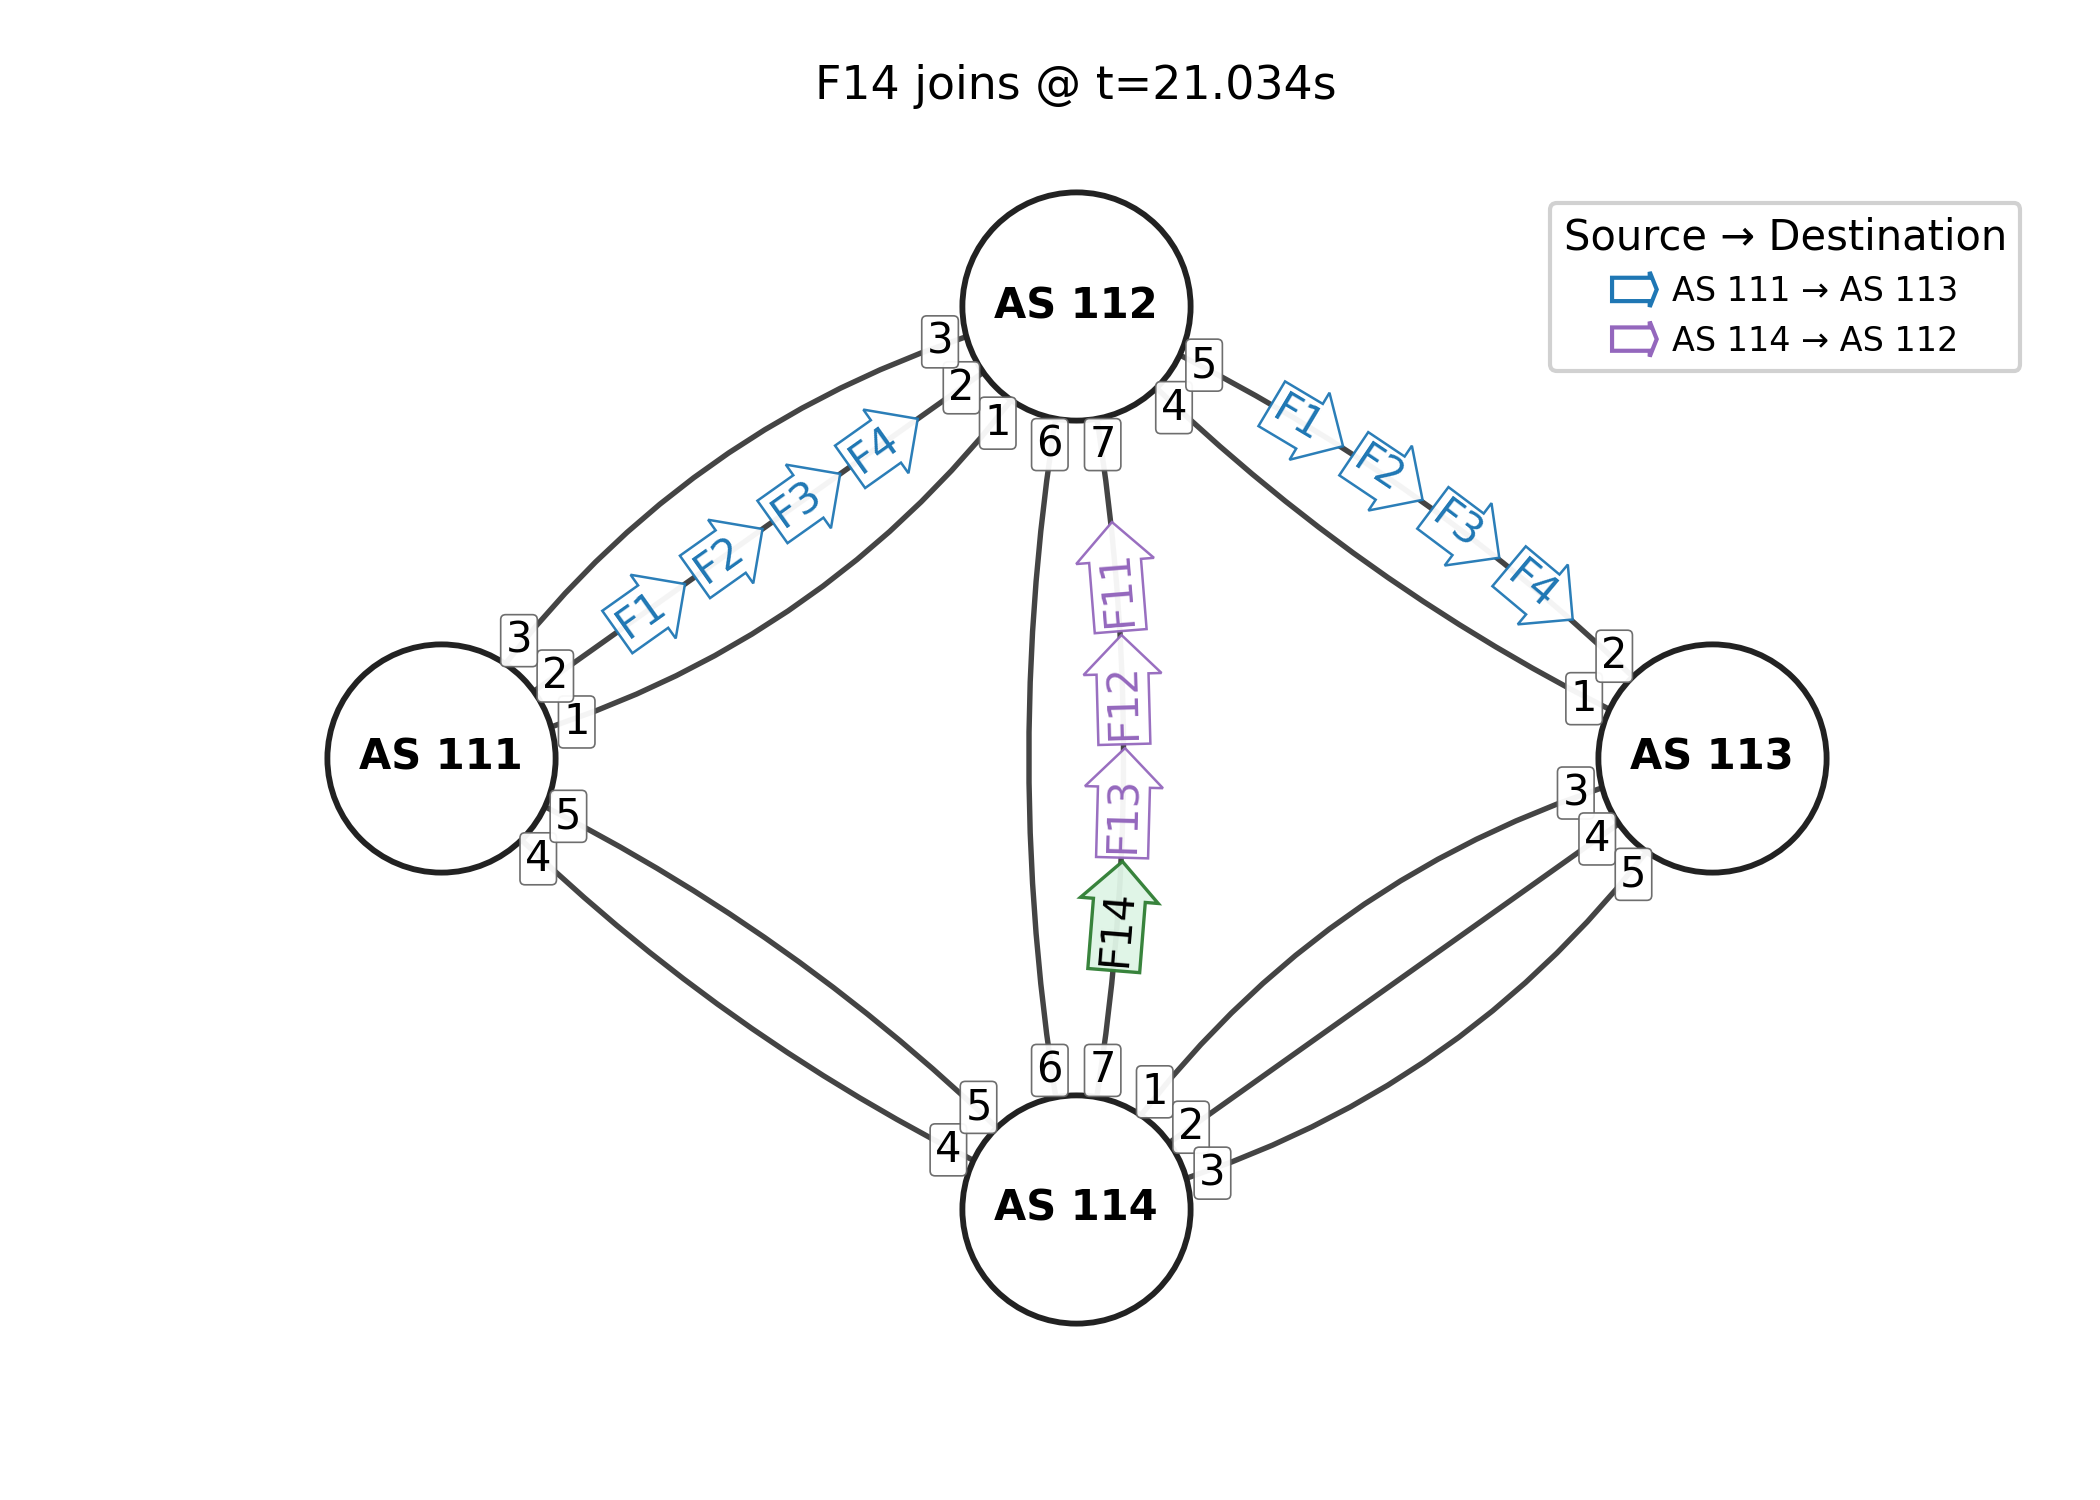 F14 joins @ t=21.034s
Source → Destination
AS 111 → AS 113
AS 114 → AS 112
AS 112
3
2
1
6
7
4
5
F1
F2
F3
F4
F1
F2
F3
F4
F11
F12
F13
F14
3
2
1
AS 111
5
4
2
1
AS 113
3
4
5
6
7
1
2
3
5
4
AS 114